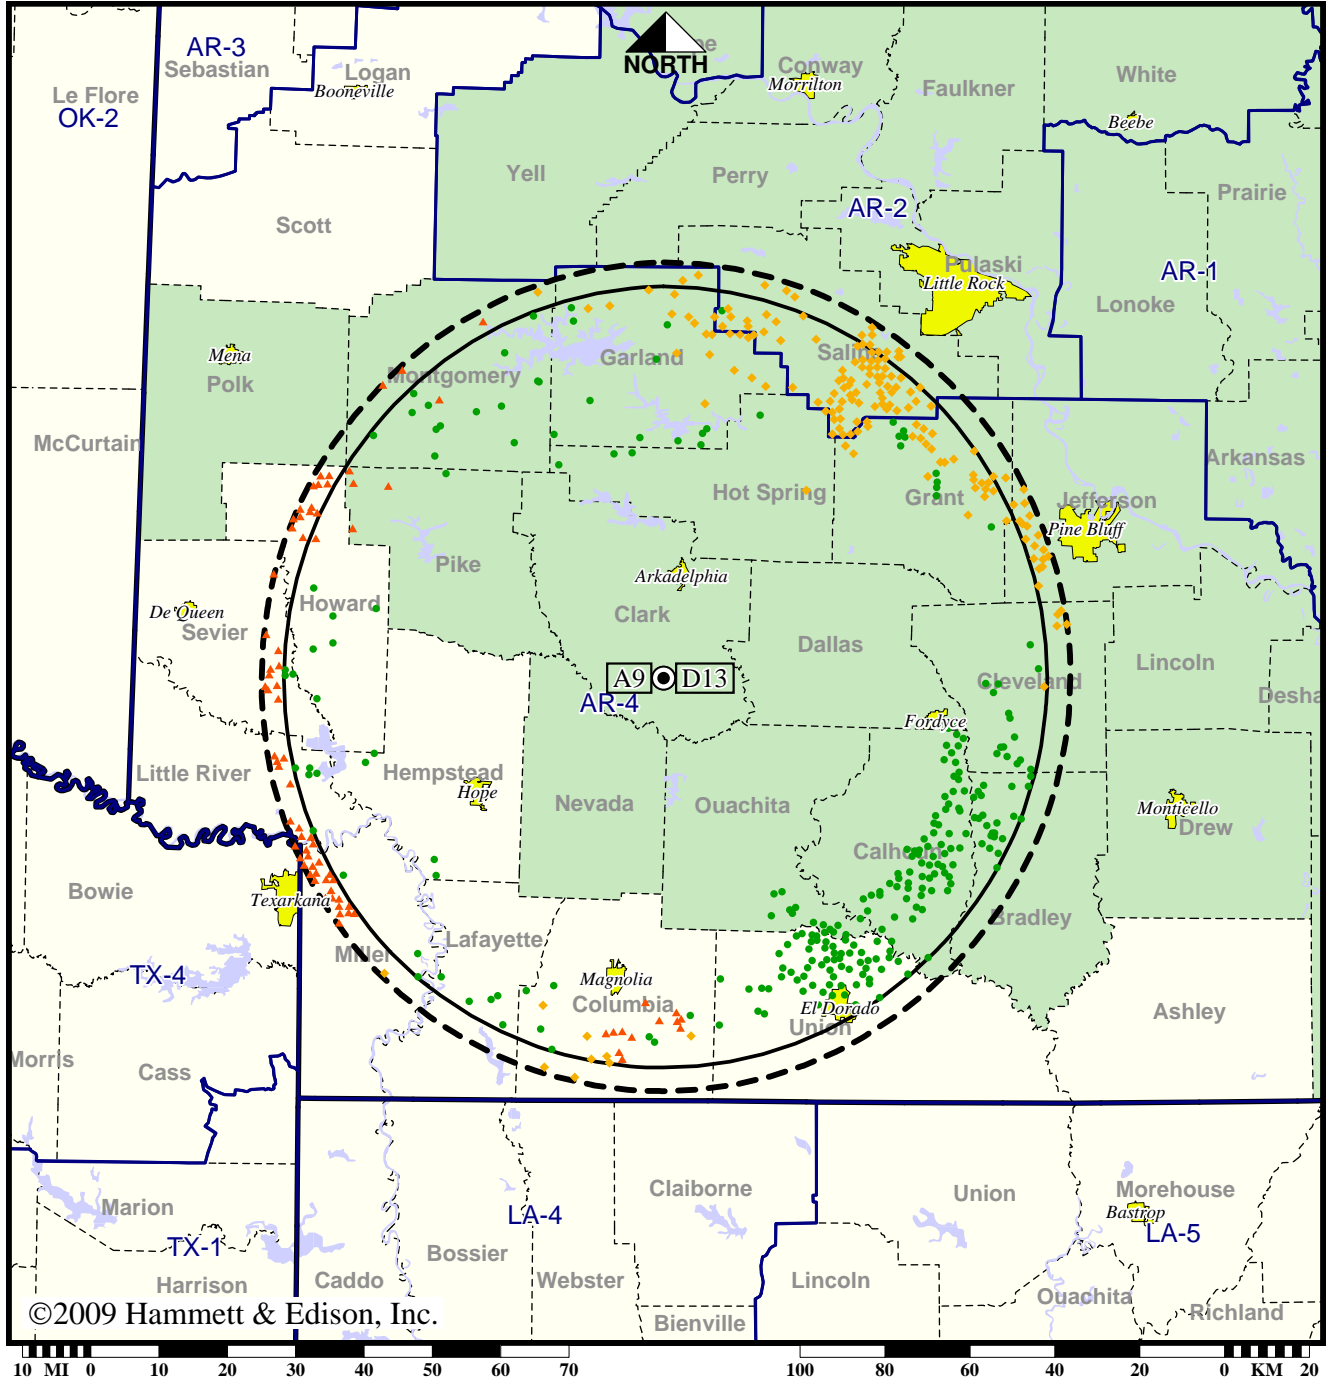 AR-3
Sebastian
Logan
Booneville
Le Flore
OK-2
NORTH
Conway
Morrilton
Faulkner
White
Beebe
Yell
Perry
AR-2
Prairie
Scott
Pulaski
Little Rock
AR-1
Lonoke
Mena
Polk
Montgomery
Garland
Saline
McCurtain
Arkansas
Hot Spring
Grant
Jefferson
Pine Bluff
Pike
Arkadelphia
Howard
Clark
De'Queen
Sevier
Dallas
Lincoln
A9
D13
Cleveland
Desha
AR-4
Fordyce
Little River
Hempstead
Hope
Nevada
Ouachita
Monticello
Drew
Calhoun
Bowie
Texarkana
Bradley
Miller
Lafayette
TX-4
Magnolia
Columbia
El Dorado
Union
Ashley
Morris
Cass
Claiborne
Union
Morehouse
Bastrop
Marion
LA-4
LA-5
TX-1
Bossier
Harrison
Caddo
Webster
Lincoln
Ouachita
Richland
Bienville
©2009 Hammett & Edison, Inc.
10 MI 0 10 20 30 40 50 60 70 100 80 60 40 20 0 KM 20